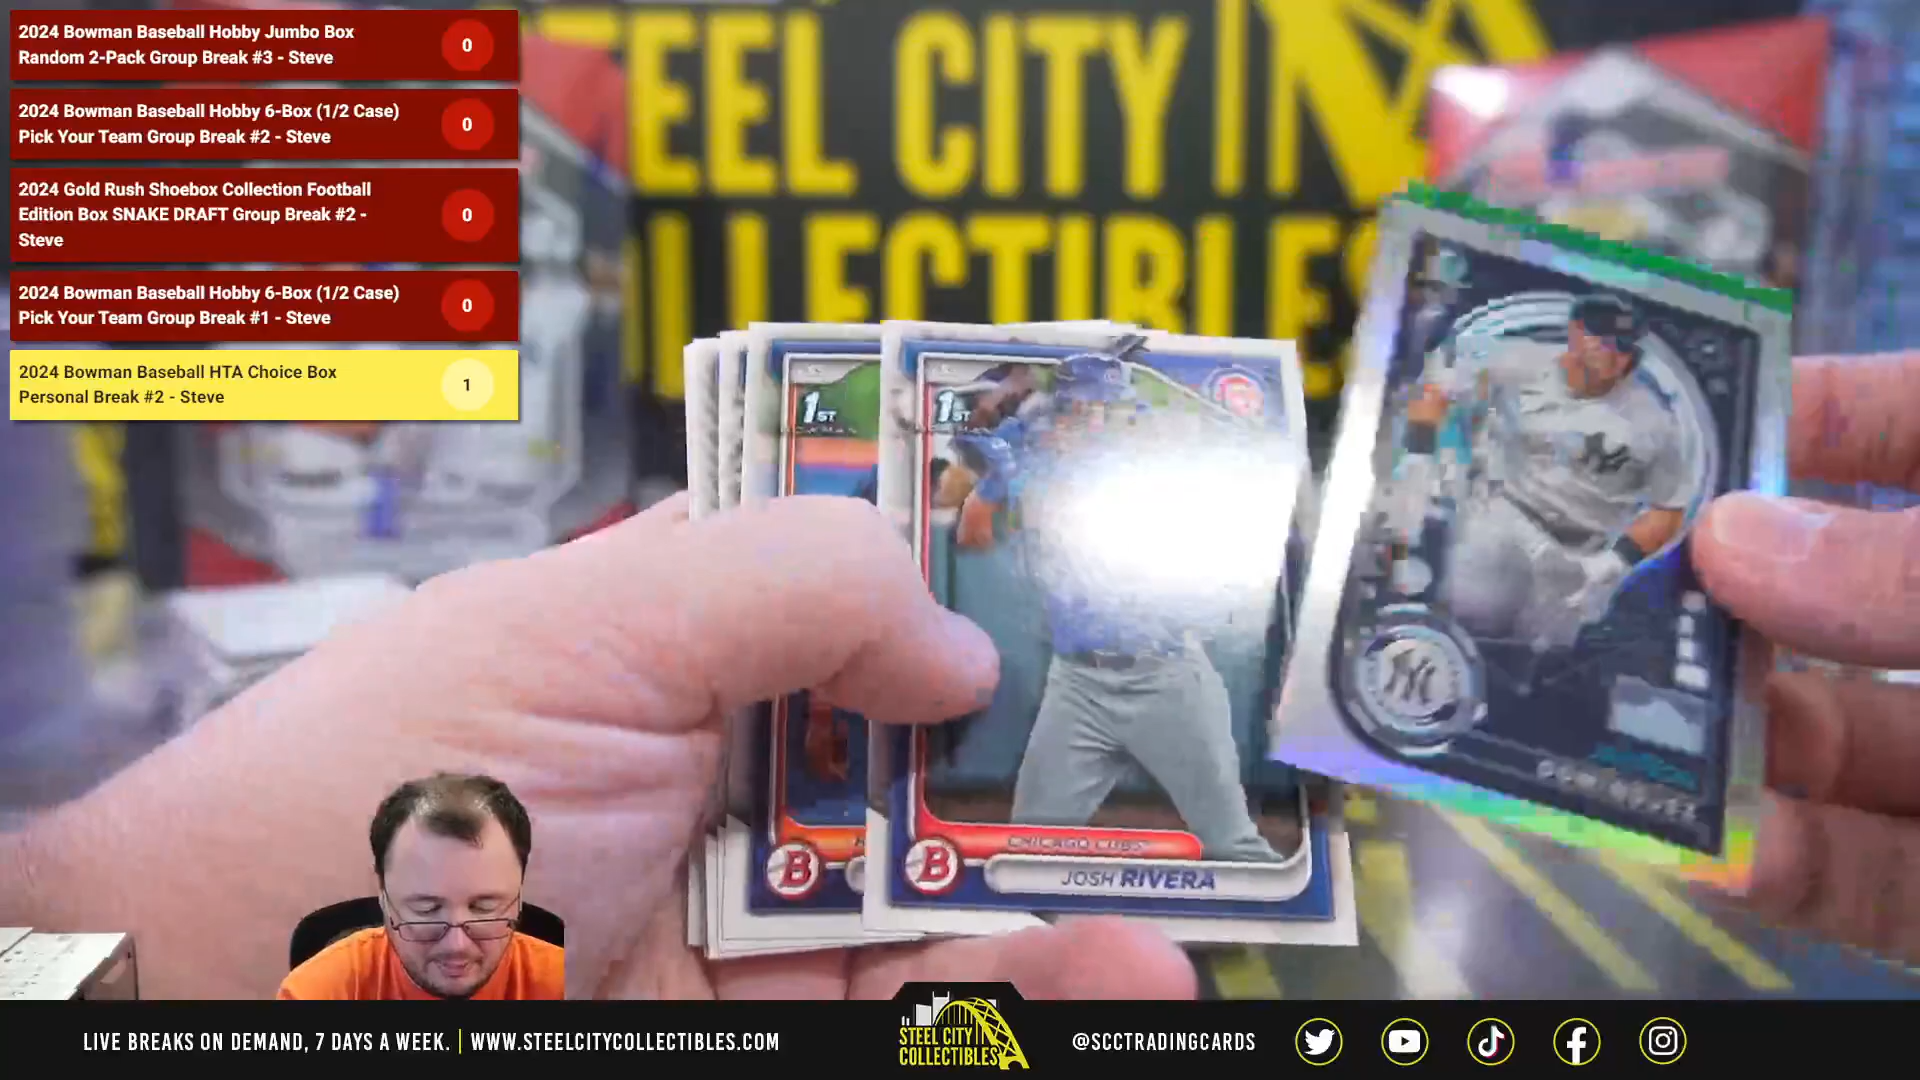 2024 Bowman Baseball Hobby Jumbo Box
Random 2-Pack Group Break #3 - Steve
0
2024 Bowman Baseball Hobby 6-Box (1/2 Case)
Pick Your Team Group Break #2 - Steve
0
2024 Gold Rush Shoebox Collection Football
Edition Box SNAKE DRAFT Group Break #2 -
Steve
0
2024 Bowman Baseball Hobby 6-Box (1/2 Case)
Pick Your Team Group Break #1 - Steve
0
2024 Bowman Baseball HTA Choice Box
Personal Break #2 - Steve
1
STEEL CITY
1ST
1ST
B
B
CHICAGO CUBS
JOSH RIVERA
NY
LIVE BREAKS ON DEMAND, 7 DAYS A WEEK. | WWW.STEELCITYCOLLECTIBLES.COM
STEEL CITY
COLLECTIBLES
@SCCTRADINGCARDS